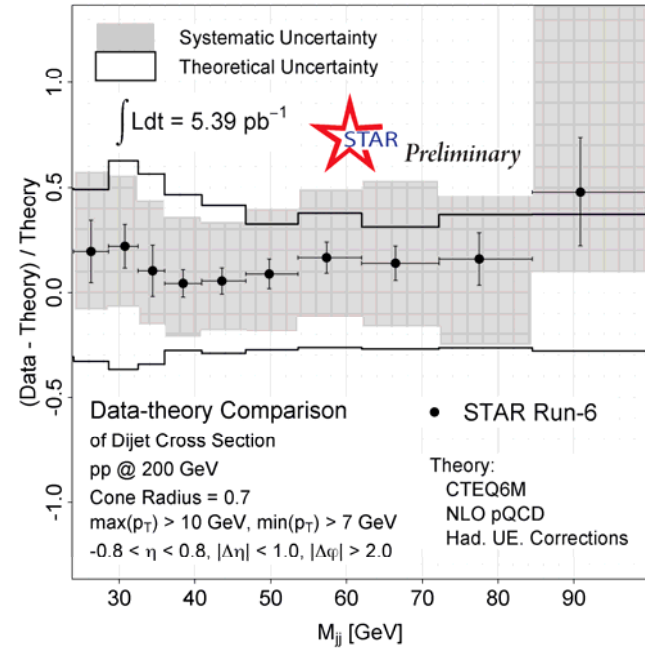 Systematic Uncertainty
Theoretical Uncertainty
∫ Ldt = 5.39 pb⁻¹
STAR Preliminary
1.0
0.5
0.0
-0.5
-1.0
(Data - Theory) / Theory
Data-theory Comparison
of Dijet Cross Section
pp @ 200 GeV
Cone Radius = 0.7
max(p_T) > 10 GeV, min(p_T) > 7 GeV
-0.8 < η < 0.8, |Δη| < 1.0, |Δφ| > 2.0
STAR Run-6
Theory:
CTEQ6M
NLO pQCD
Had. UE. Corrections
30 40 50 60 70 80 90
M_jj [GeV]